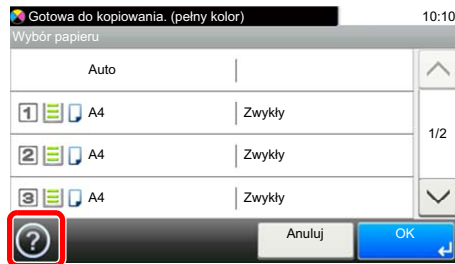 Gotowa do kopiowania. (pełny kolor) 10:10
Wybór papieru
Auto
1 A4 Zwykły
1/2
2 A4 Zwykły
3 A4 Zwykły
? Anuluj OK